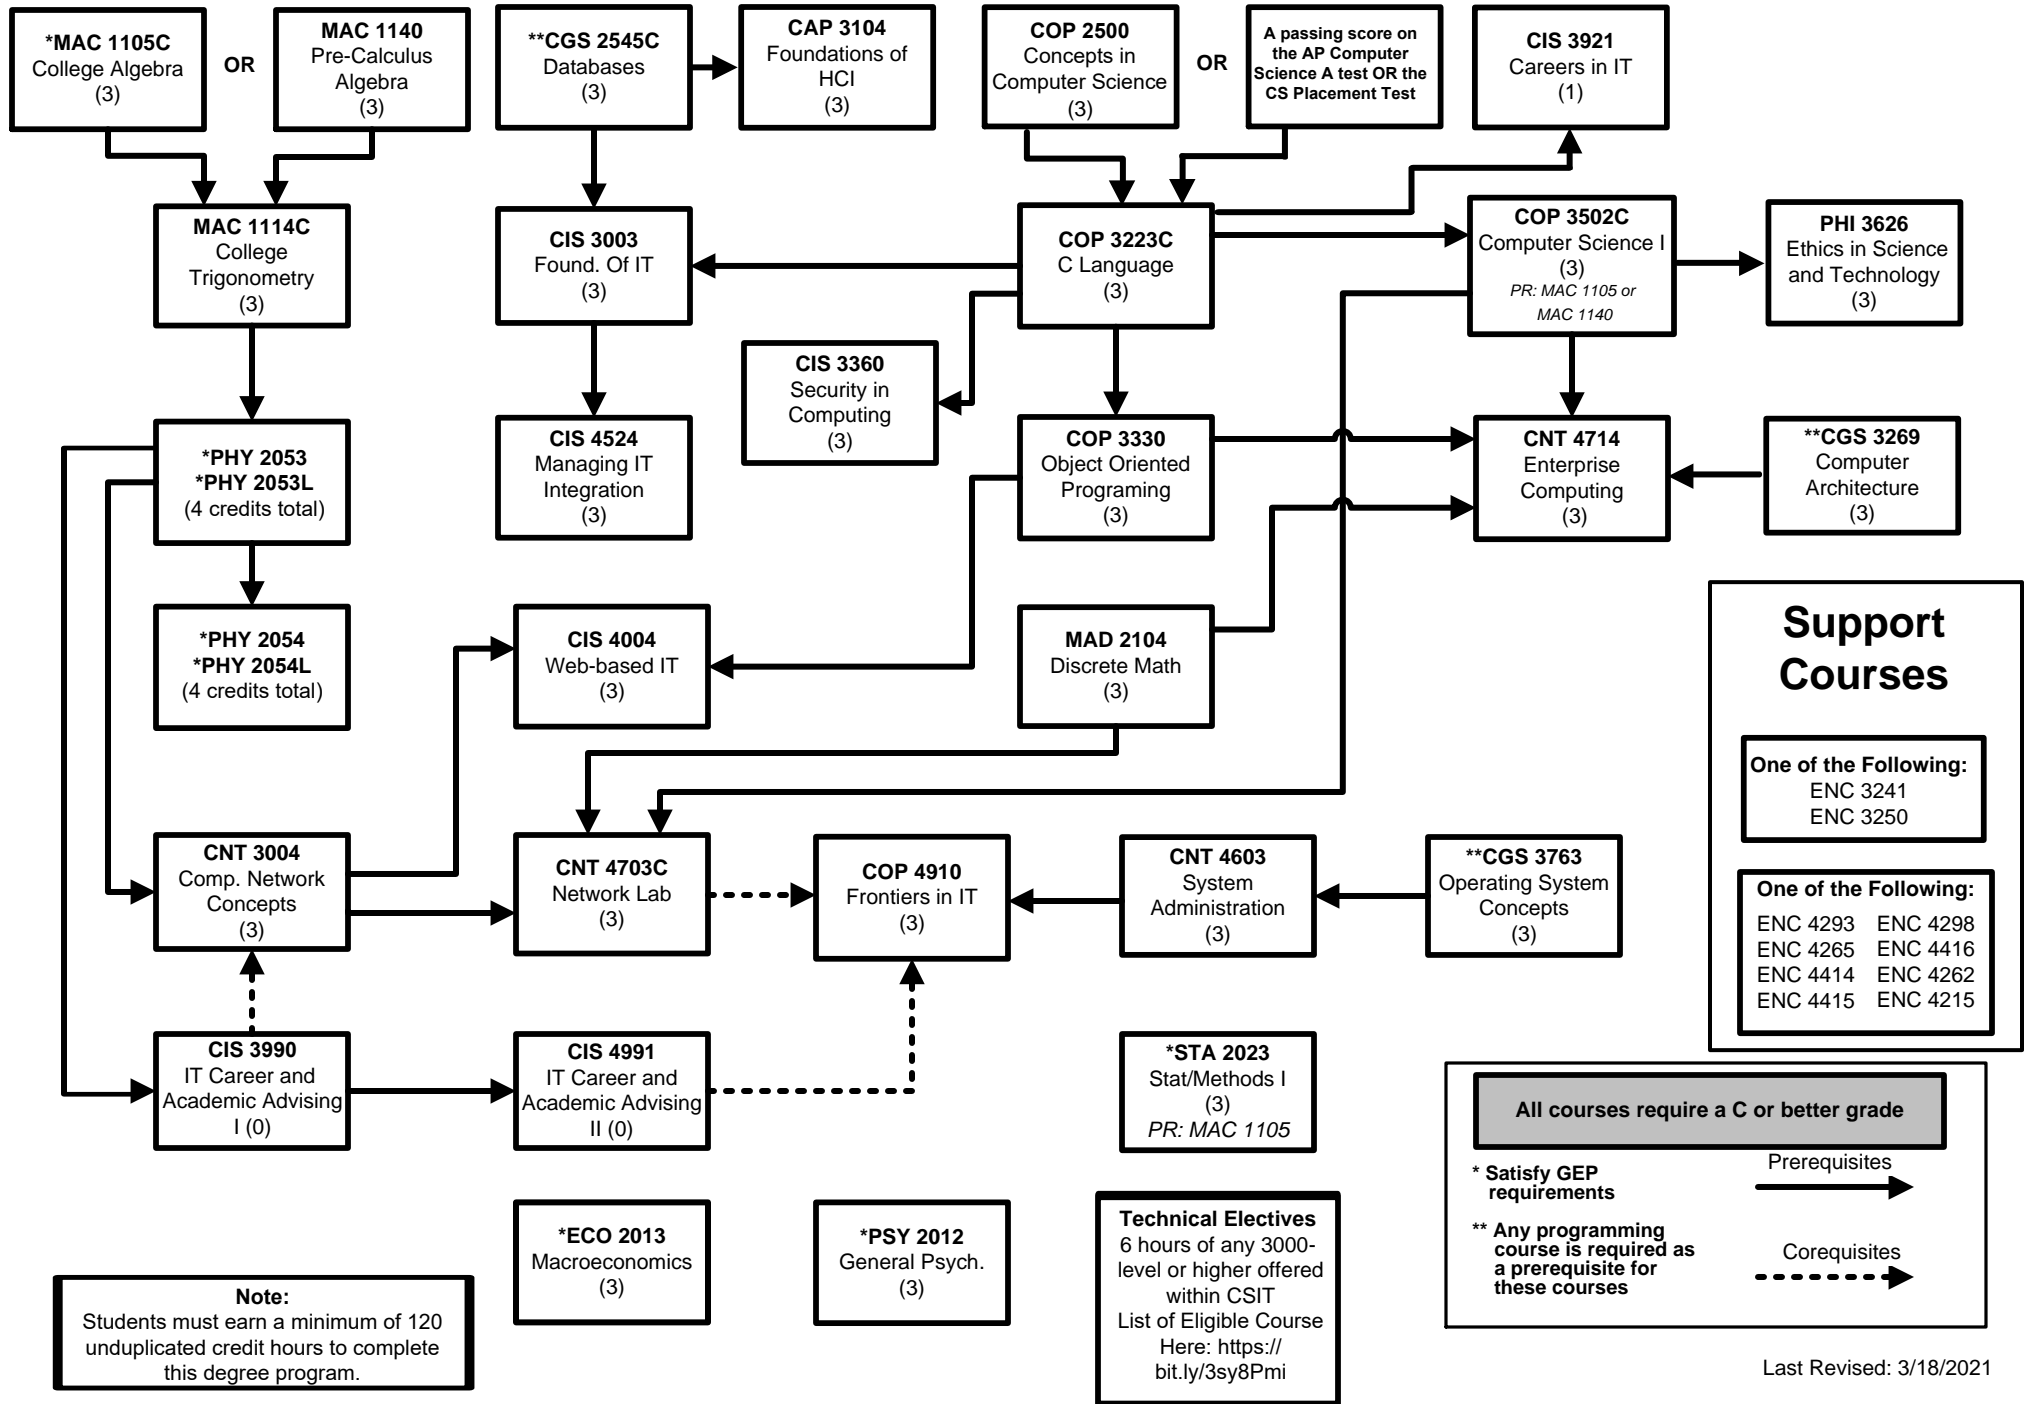 *MAC 1105C
College Algebra
(3)
OR
MAC 1140
Pre-Calculus
Algebra
(3)
**CGS 2545C
Databases
(3)
CAP 3104
Foundations of
HCI
(3)
COP 2500
Concepts in
Computer Science
(3)
OR
A passing score on
the AP Computer
Science A test OR the
CS Placement Test
CIS 3921
Careers in IT
(1)
MAC 1114C
College
Trigonometry
(3)
CIS 3003
Found. Of IT
(3)
COP 3223C
C Language
(3)
COP 3502C
Computer Science I
(3)
PR: MAC 1105 or
MAC 1140
PHI 3626
Ethics in Science
and Technology
(3)
CIS 3360
Security in
Computing
(3)
*PHY 2053
*PHY 2053L
(4 credits total)
CIS 4524
Managing IT
Integration
(3)
COP 3330
Object Oriented
Programing
(3)
CNT 4714
Enterprise
Computing
(3)
**CGS 3269
Computer
Architecture
(3)
*PHY 2054
*PHY 2054L
(4 credits total)
CIS 4004
Web-based IT
(3)
MAD 2104
Discrete Math
(3)
Support
Courses
One of the Following:
ENC 3241
ENC 3250
One of the Following:
ENC 4293 ENC 4298
ENC 4265 ENC 4416
ENC 4414 ENC 4262
ENC 4415 ENC 4215
CNT 3004
Comp. Network
Concepts
(3)
CNT 4703C
Network Lab
(3)
COP 4910
Frontiers in IT
(3)
CNT 4603
System
Administration
(3)
**CGS 3763
Operating System
Concepts
(3)
CIS 3990
IT Career and
Academic Advising
I (0)
CIS 4991
IT Career and
Academic Advising
II (0)
*STA 2023
Stat/Methods I
(3)
PR: MAC 1105
All courses require a C or better grade
* Satisfy GEP
requirements
Prerequisites
** Any programming
course is required as
a prerequisite for
these courses
Corequisites
*ECO 2013
Macroeconomics
(3)
*PSY 2012
General Psych.
(3)
Technical Electives
6 hours of any 3000-
level or higher offered
within CSIT
List of Eligible Course
Here: https://
bit.ly/3sy8Pmi
Note:
Students must earn a minimum of 120
unduplicated credit hours to complete
this degree program.
Last Revised: 3/18/2021